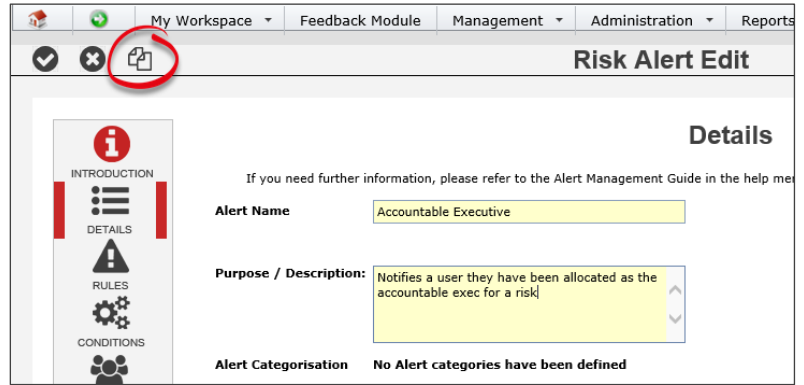 My Workspace Feedback Module Management Administration Reports
Risk Alert Edit
Details
INTRODUCTION
If you need further information, please refer to the Alert Management Guide in the help
Alert Name Accountable Executive
DETAILS
Purpose / Description: Notifies a user they have been allocated as the
accountable exec for a risk
RULES
CONDITIONS
Alert Categorisation No Alert categories have been defined